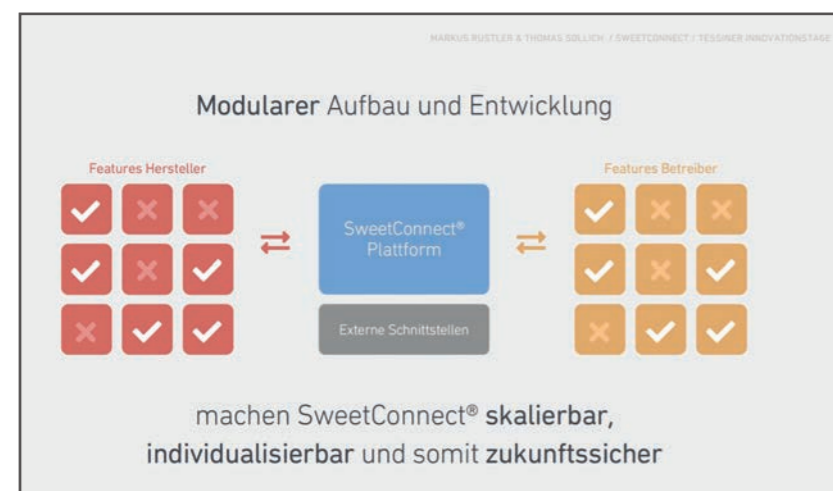 MARKUS RUSTLER & THOMAS SOLLICH / SWEETCONNECT / TESSINER INNOVATIONSTAGE
Modularer Aufbau und Entwicklung
Features Hersteller
Features Betreiber
SweetConnect®
Plattform
Externe Schnittstellen
machen SweetConnect® skalierbar,
individualisierbar und somit zukunftssicher